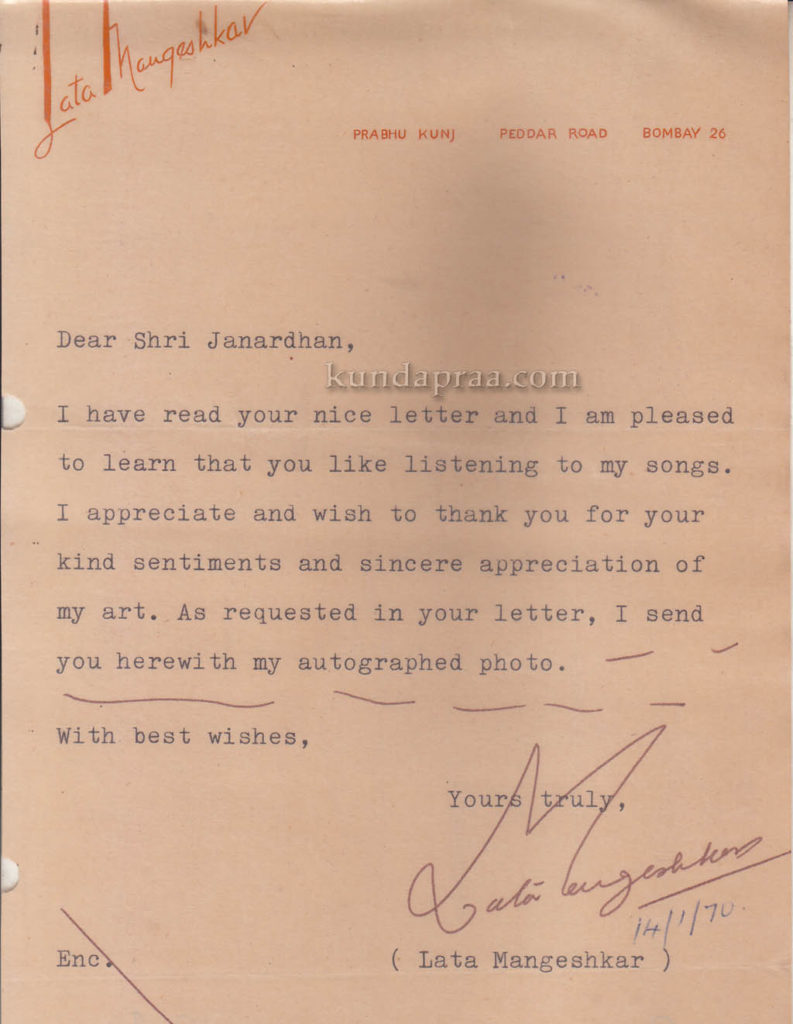 Lata Mangeshkar
PRABHU KUNJ PEDDAR ROAD BOMBAY 26
Dear Shri Janardhan,
kundapraa.com
I have read your nice letter and I am pleased
to learn that you like listening to my songs.
I appreciate and wish to thank you for your
kind sentiments and sincere appreciation of
my art. As requested in your letter, I send
you herewith my autographed photo.
With best wishes,
Yours truly,
Lata Mangeshkar
14/1/70.
Enc. ( Lata Mangeshkar )